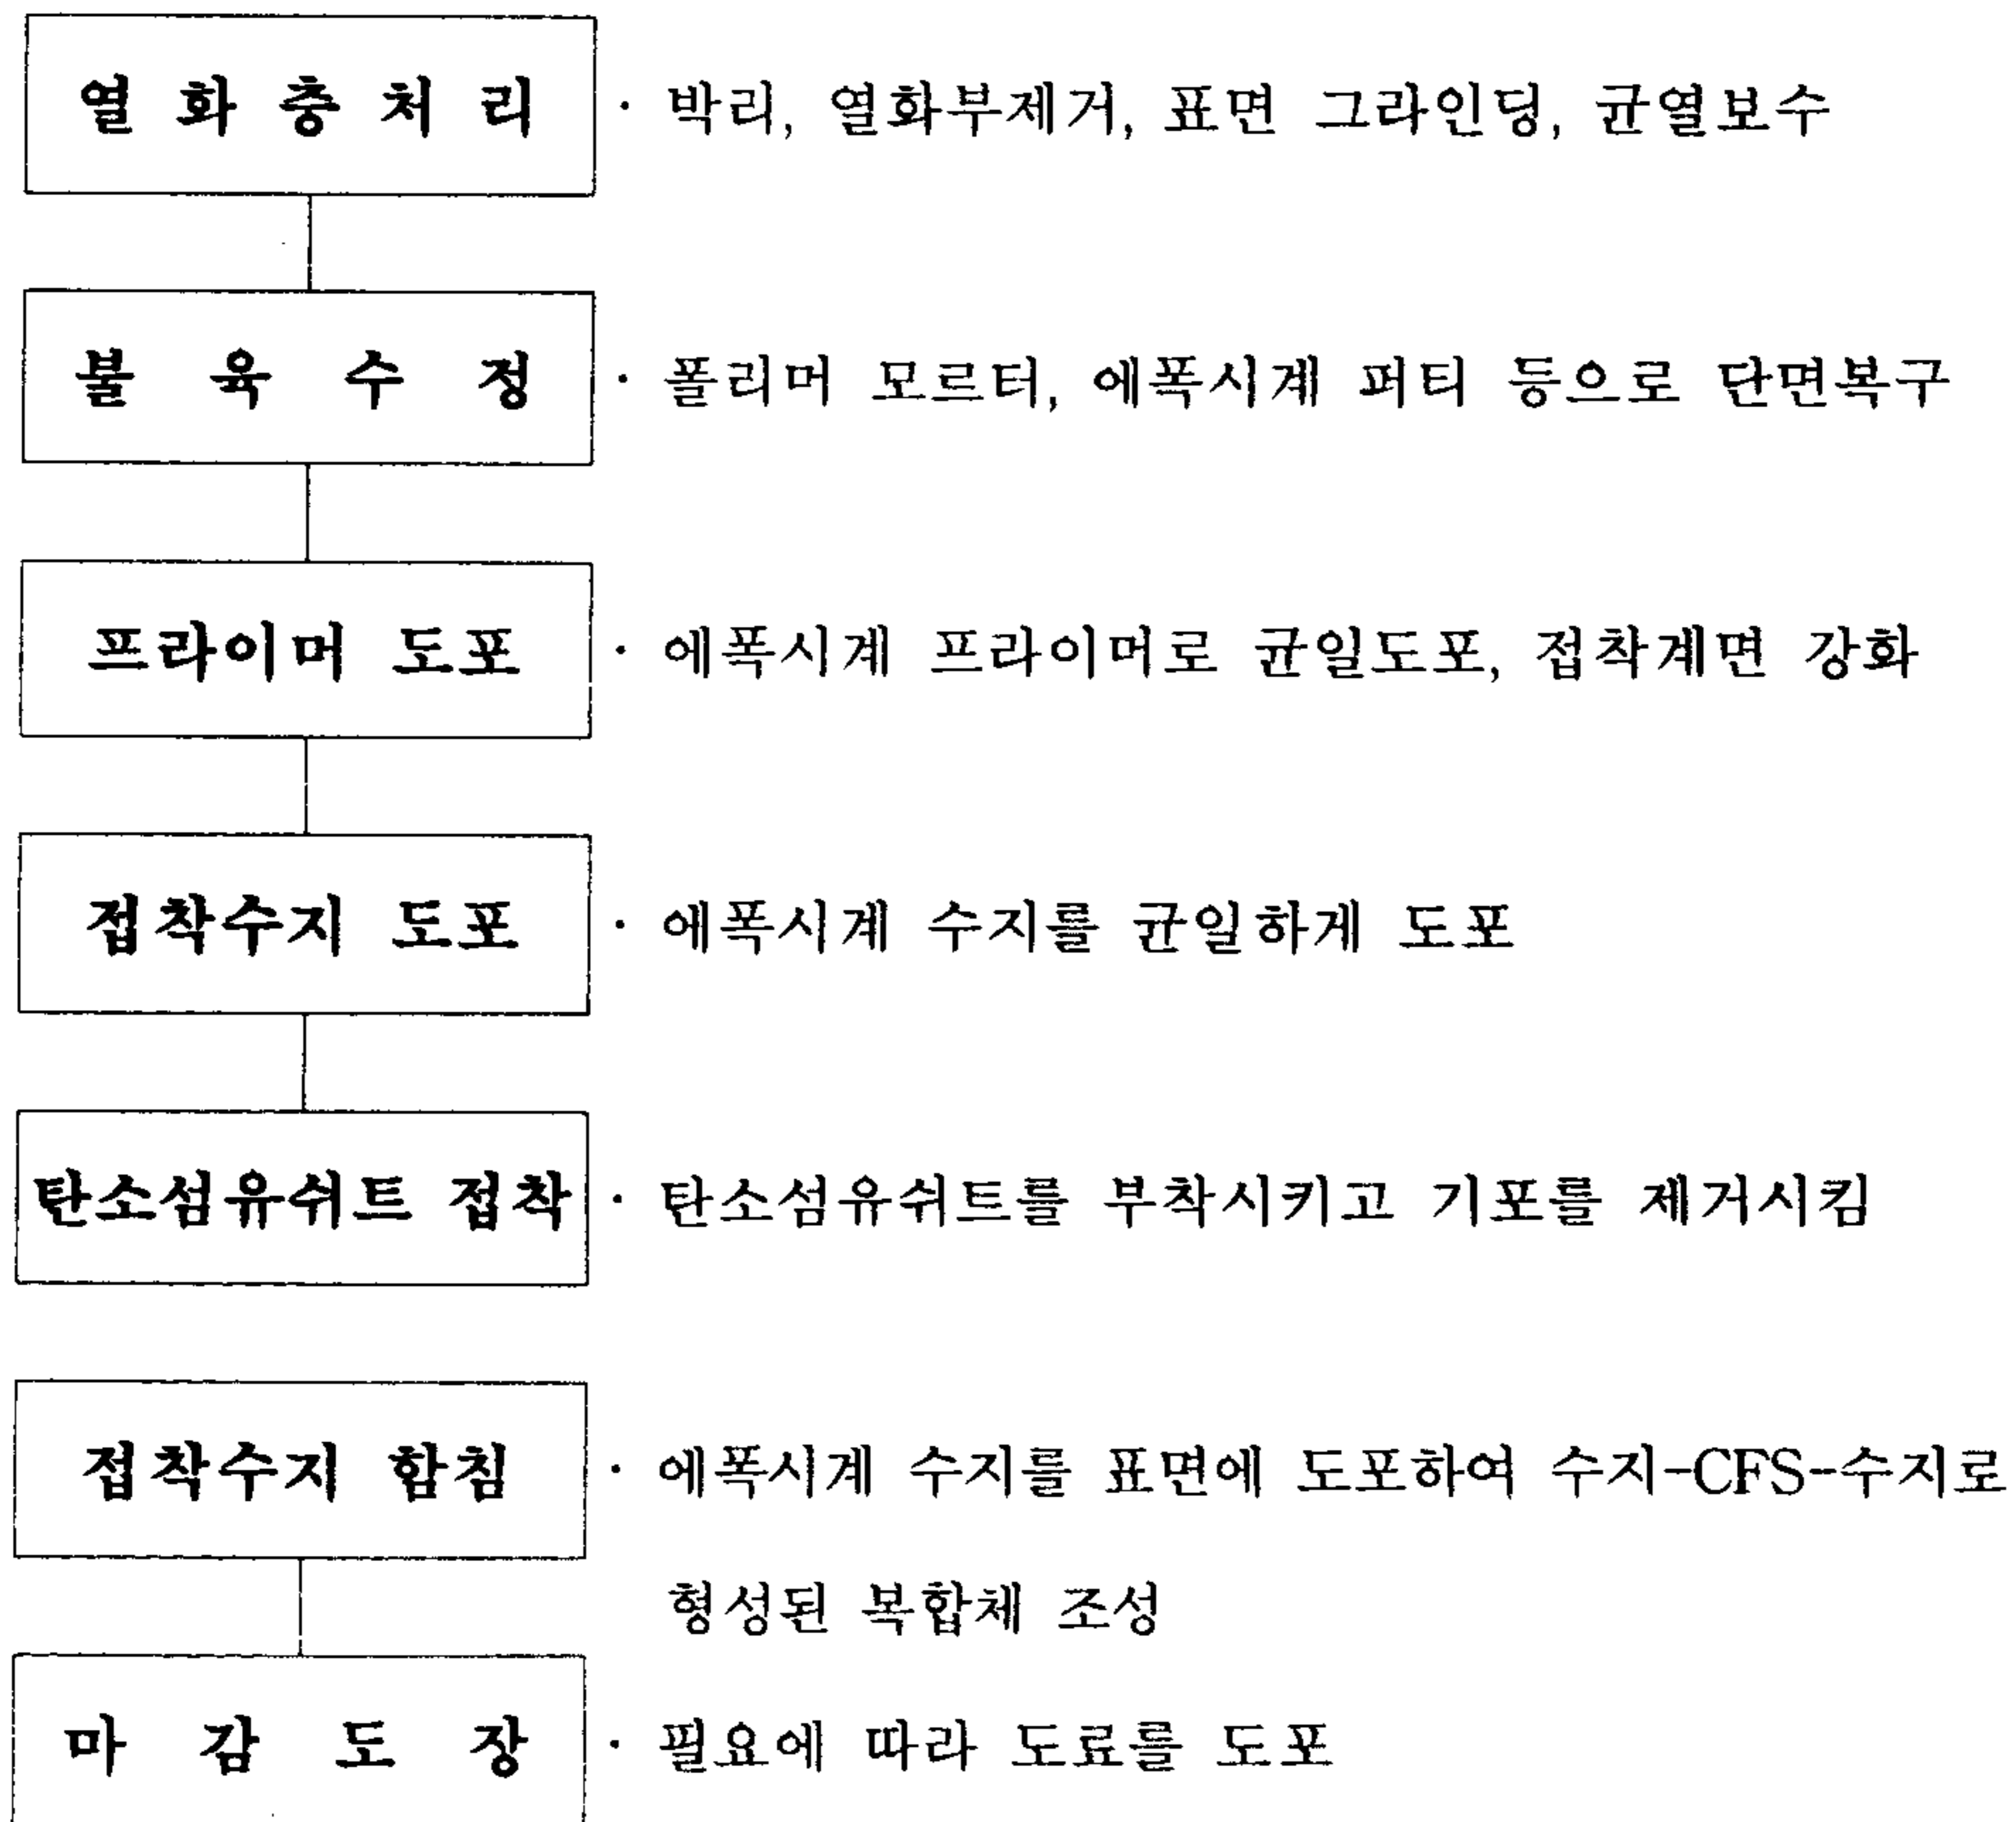 열 화 층 처 리 · 박리, 열화부제거, 표면 그라인딩, 균열보수
불 육 수 정 · 폴리머 모르터, 에폭시계 퍼티 등으로 단면복구
프라이머 도포 · 에폭시계 프라이머로 균일도포, 접착계면 강화
접착수지 도포 · 에폭시계 수지를 균일하게 도포
탄소섬유쉬트 접착 · 탄소섬유쉬트를 부착시키고 기포를 제거시킴
접착수지 함침 · 에폭시계 수지를 표면에 도포하여 수지-CFS-수지로
형성된 복합체 조성
마 감 도 장 · 필요에 따라 도료를 도포